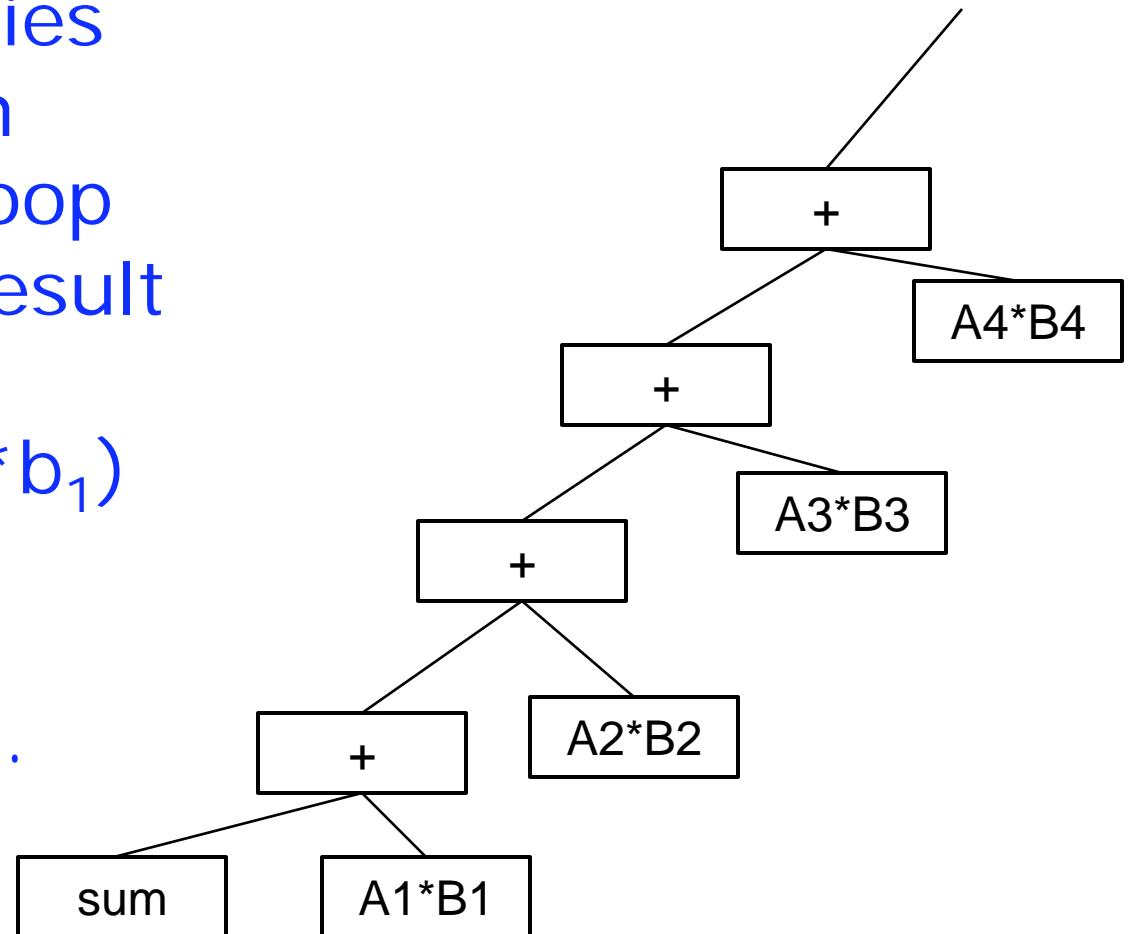 ies
n
oop
esult
*b₁)
.
+
A4*B4
+
A3*B3
+
A2*B2
+
sum
A1*B1